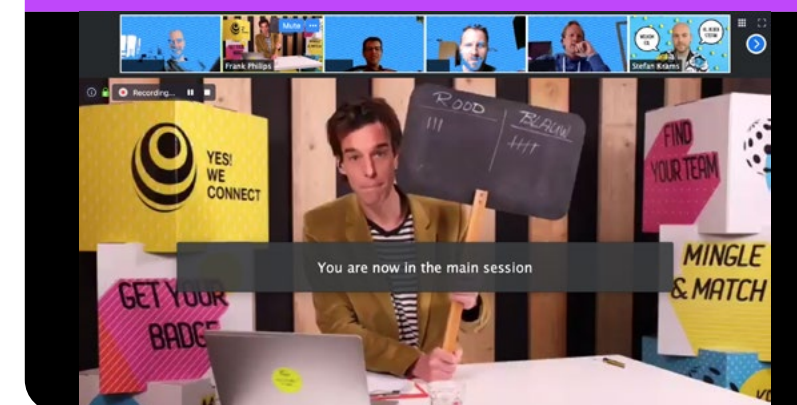 Mute
Frank Philips
Stefan Krams
Recording...
ROOD
BLAUW
YES!
WE
CONNECT
FIND
YOUR TEAM
You are now in the main session
MINGLE
& MATCH
GET YOUR
BADGE